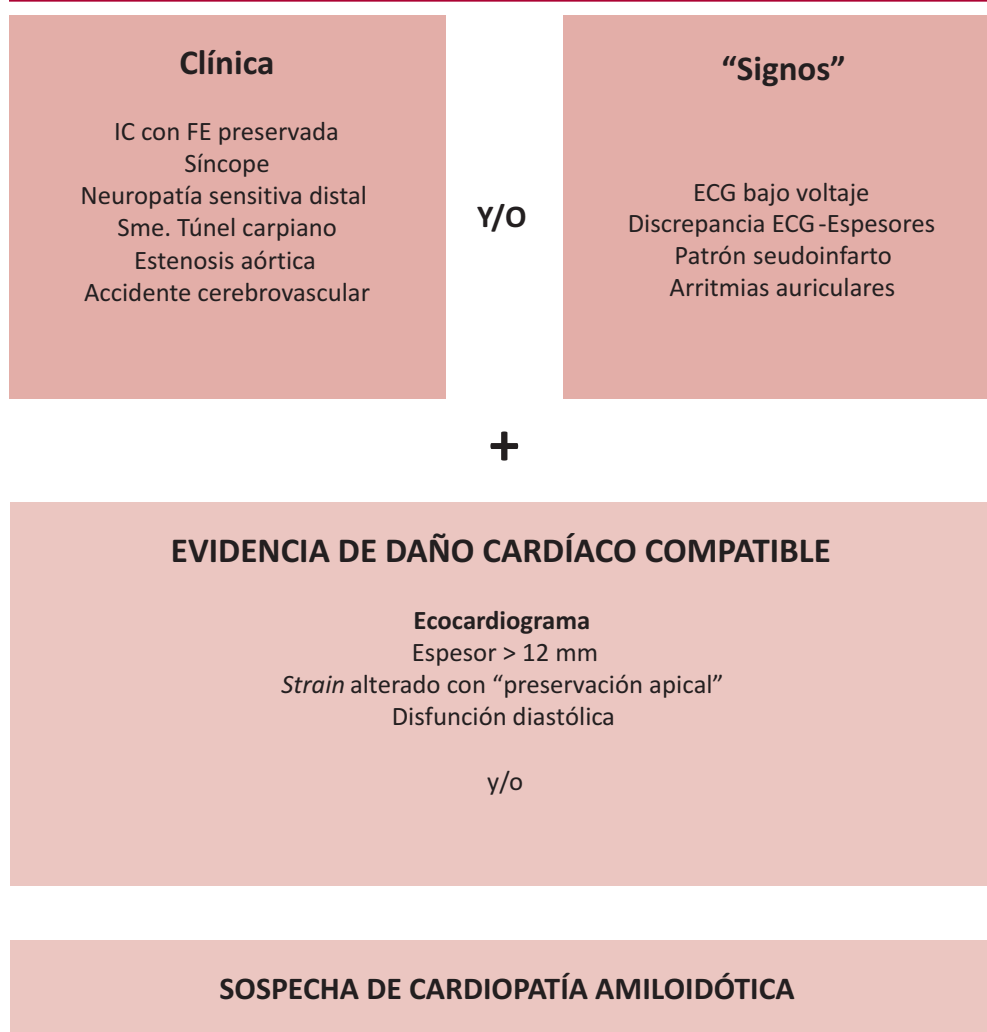 Clínica
IC con FE preservada
Síncope
Neuropatía sensitiva distal
Sme. Túnel carpiano
Estenosis aórtica
Accidente cerebrovascular
Y/O
“Signos”
ECG bajo voltaje
Discrepancia ECG-Espesores
Patrón seudoinfarto
Arritmias auriculares
+
EVIDENCIA DE DAÑO CARDÍACO COMPATIBLE
Ecocardiograma
Espesor > 12 mm
Strain alterado con “preservación apical”
Disfunción diastólica
y/o
SOSPECHA DE CARDIOPATÍA AMILOIDÓTICA